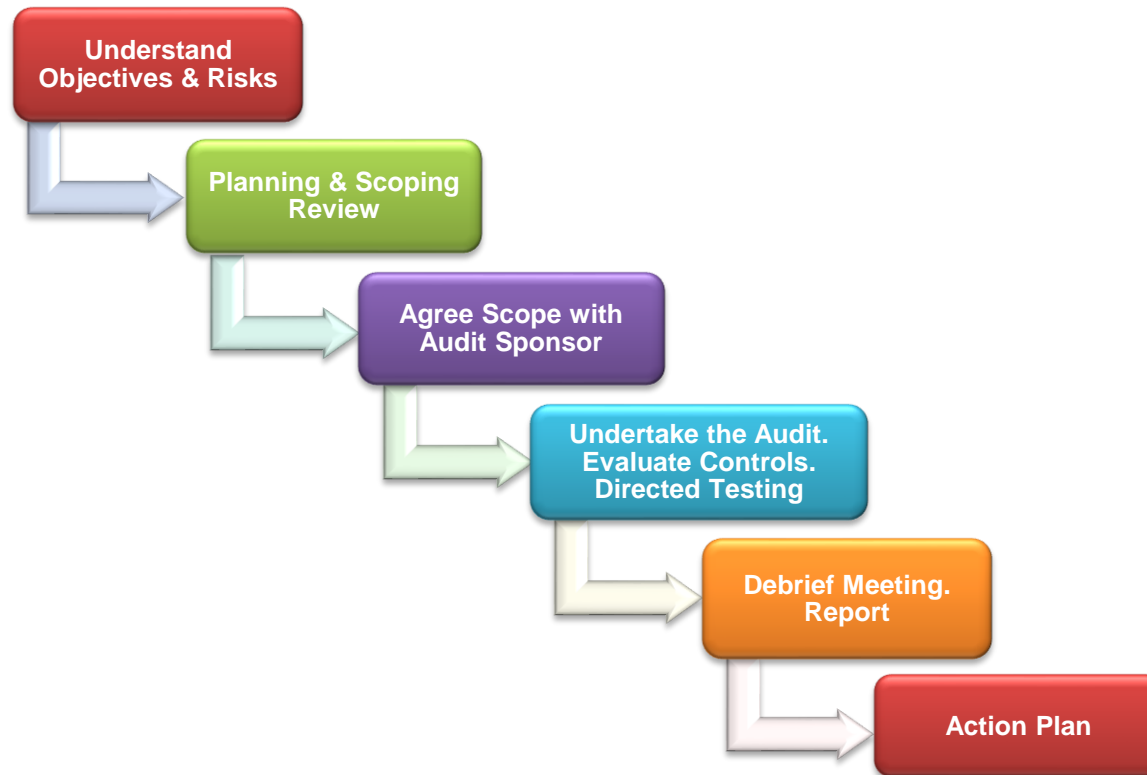 Understand
Objectives & Risks
Planning & Scoping
Review
Agree Scope with
Audit Sponsor
Undertake the Audit.
Evaluate Controls.
Directed Testing
Debrief Meeting.
Report
Action Plan